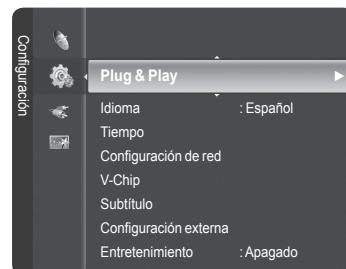 Configuración
Plug & Play
Idioma : Español
Tiempo
Configuración de red
V-Chip
Subtítulo
Configuración externa
Entretenimiento : Apagado